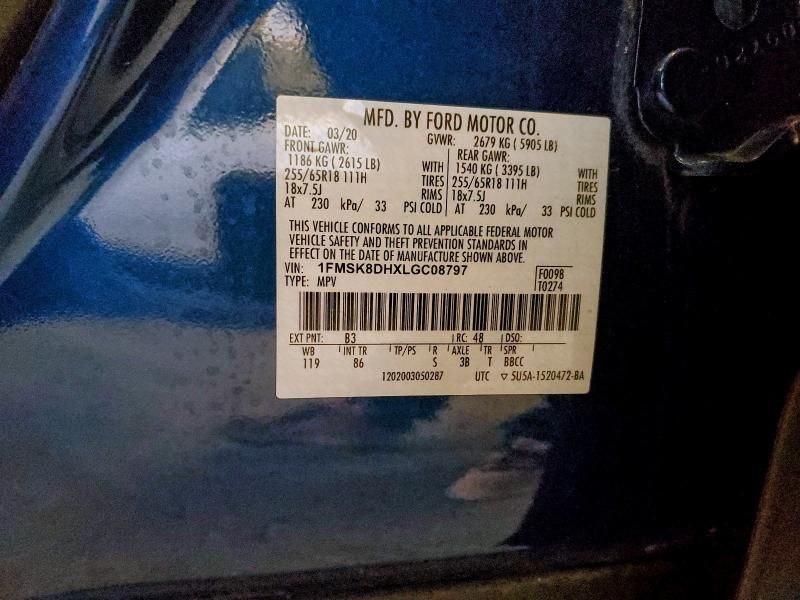 MFD. BY FORD MOTOR CO.
DATE: 03/20 GVWR: 2679 KG ( 5905 LB)
FRONT GAWR: REAR GAWR:
1186 KG ( 2615 LB) WITH 1540 KG ( 3395 LB) WITH
255/65R18 111H TIRES 255/65R18 111H TIRES
18x7.5J RIMS 18x7.5J RIMS
AT 230 kPa/ 33 PSI COLD AT 230 kPa/ 33 PSI COLD
THIS VEHICLE CONFORMS TO ALL APPLICABLE FEDERAL MOTOR
VEHICLE SAFETY AND THEFT PREVENTION STANDARDS IN
EFFECT ON THE DATE OF MANUFACTURE SHOWN ABOVE.
VIN: 1FMSK8DHXLGC08797 F0098
TYPE: MPV T0274
EXT PNT: B3 RC: 48 DSO:
WB INT TR TP/PS R AXLE TR SPR
119 86 S 3B T BBCC
1202003050287 UTC ▽ 5U5A-1520472-BA